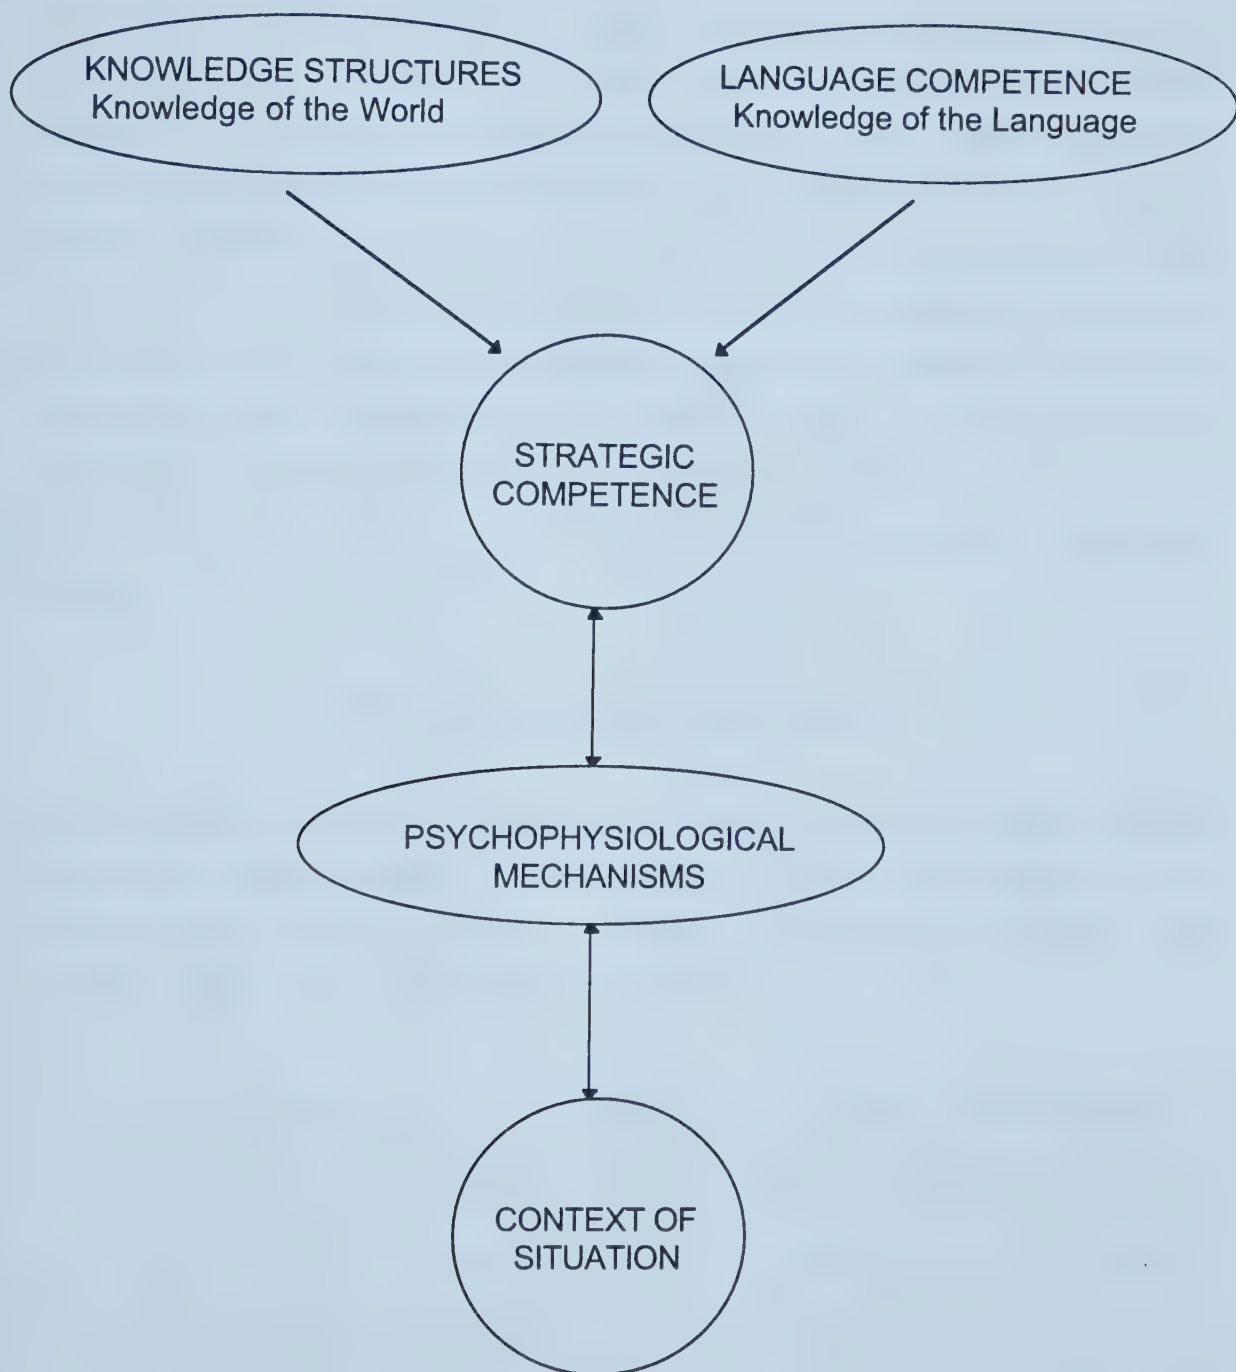 KNOWLEDGE STRUCTURES
Knowledge of the World
LANGUAGE COMPETENCE
Knowledge of the Language
STRATEGIC
COMPETENCE
PSYCHOPHYSIOLOGICAL
MECHANISMS
CONTEXT OF
SITUATION